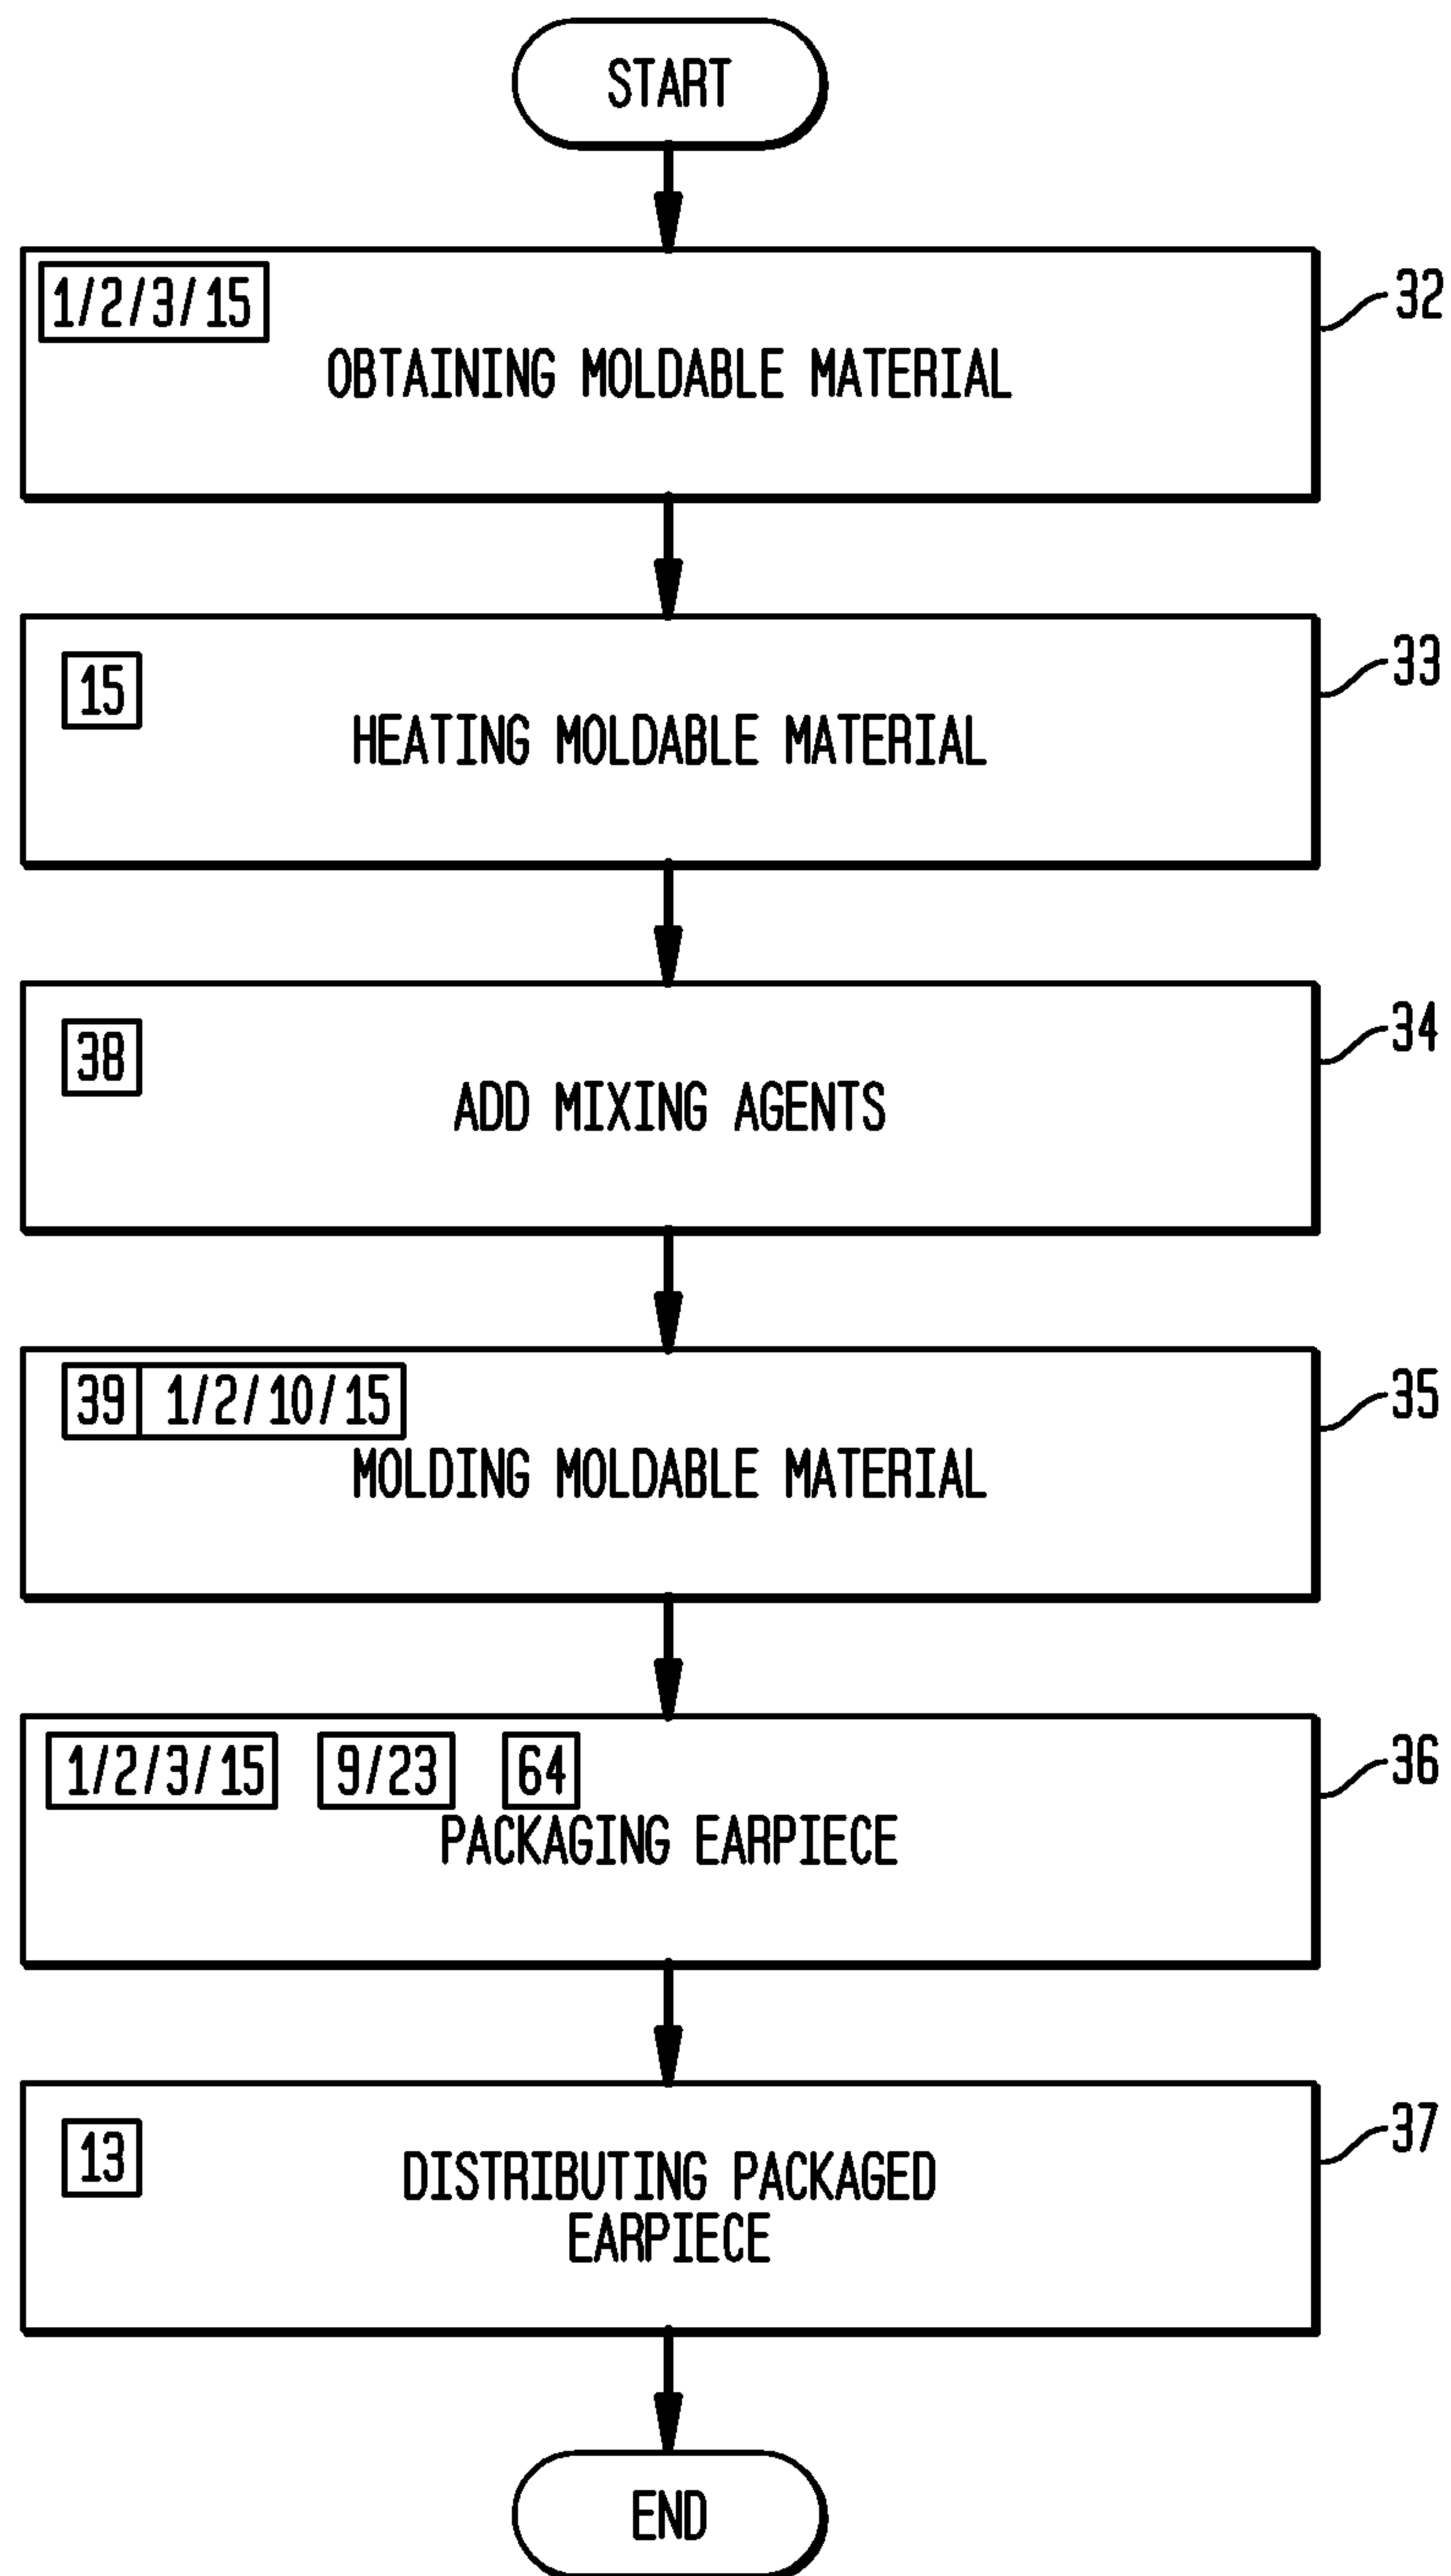 START
1/2/3/15
32
OBTAINING MOLDABLE MATERIAL
15
33
HEATING MOLDABLE MATERIAL
38
34
ADD MIXING AGENTS
39 1/2/10/15
35
MOLDING MOLDABLE MATERIAL
1/2/3/15 9/23 64
36
PACKAGING EARPIECE
13
37
DISTRIBUTING PACKAGED
EARPIECE
END